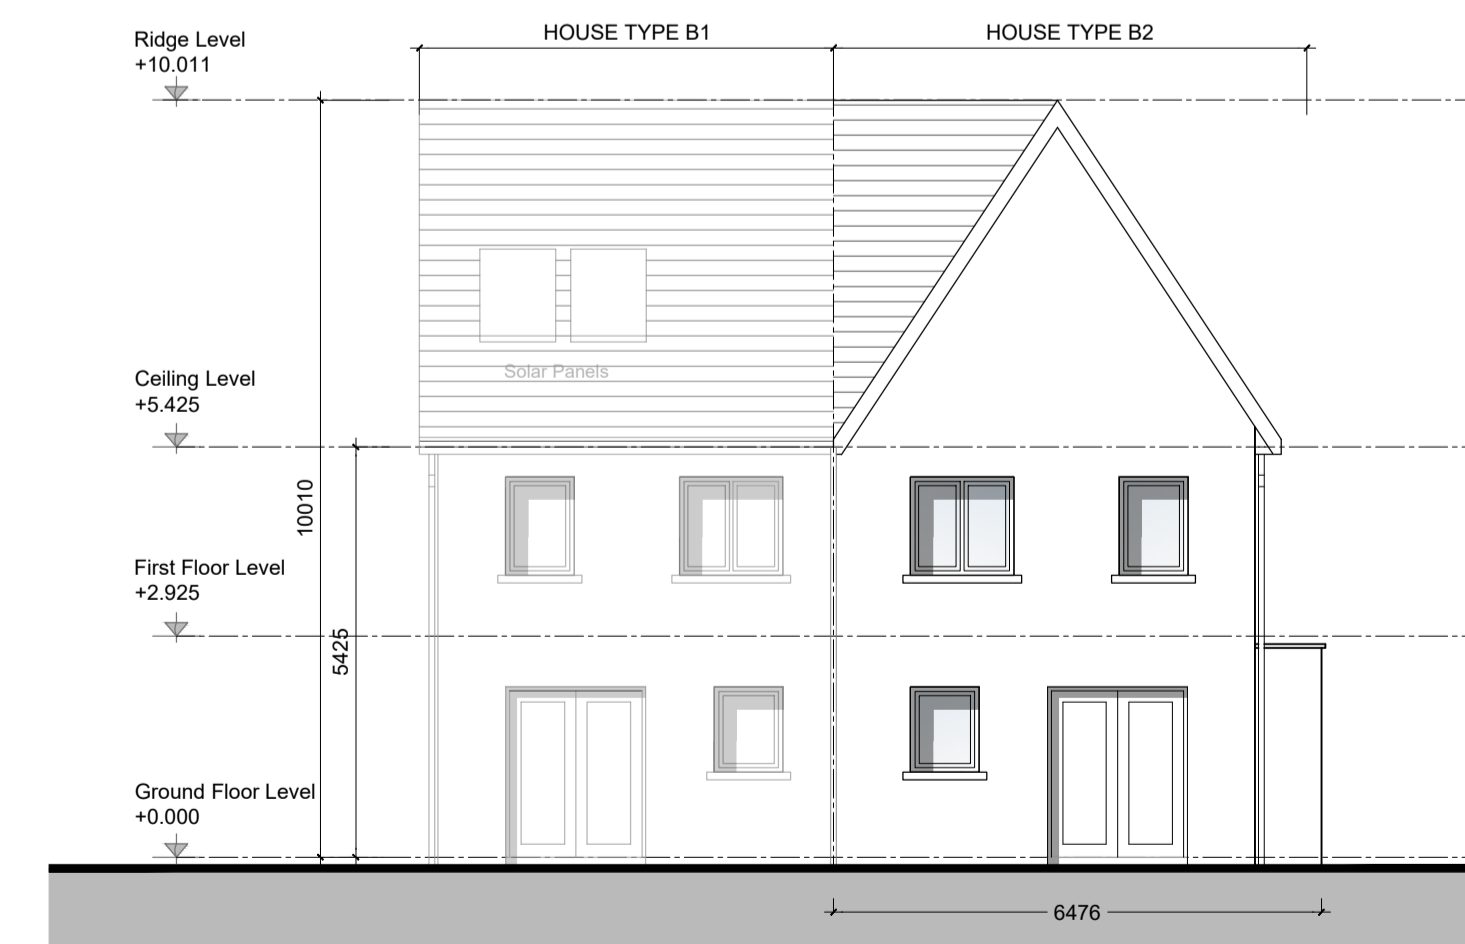 HOUSE TYPE B1
HOUSE TYPE B2
Ridge Level
+10.011
Solar Panels
Ceiling Level
+5.425
10010
First Floor Level
+2.925
5425
Ground Floor Level
+0.000
6476